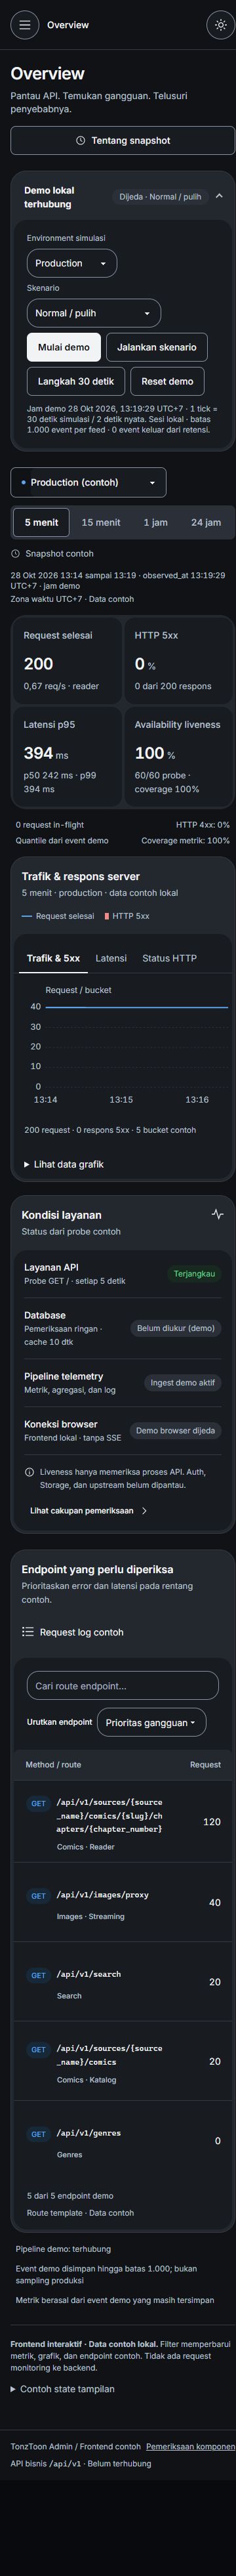 Overview
Overview
Pantau API. Temukan gangguan. Telusuri
penyebabnya.
Tentang snapshot
Demo lokal
terhubung
Dijeda · Normal / pulih
Environment simulasi
Production
Skenario
Normal / pulih
Mulai demo
Jalankan skenario
Langkah 30 detik
Reset demo
Jam demo 28 Okt 2026, 13:19:29 UTC+7 · 1 tick =
30 detik simulasi / 2 detik nyata. Sesi lokal · batas
1.000 event per feed · 0 event keluar dari retensi.
Production (contoh)
5 menit
15 menit
1 jam
24 jam
Snapshot contoh
28 Okt 2026 13:14 sampai 13:19 · observed_at 13:19:29
UTC+7 · jam demo
Zona waktu UTC+7 · Data contoh
Request selesai
200
0,67 req/s · reader
HTTP 5xx
0 %
0 dari 200 respons
Latensi p95
394 ms
p50 242 ms · p99
394 ms
Availability liveness
100 %
60/60 probe ·
coverage 100%
0 request in-flight
HTTP 4xx: 0%
Quantile dari event demo
Coverage metrik: 100%
Trafik & respons server
5 menit · production · data contoh lokal
Request selesai
HTTP 5xx
Trafik & 5xx
Latensi
Status HTTP
Request / bucket
40
30
20
10
0
13:14
13:15
13:16
200 request · 0 respons 5xx · 5 bucket contoh
Lihat data grafik
Kondisi layanan
Status dari probe contoh
Layanan API
Probe GET / · setiap 5 detik
Terjangkau
Database
Pemeriksaan ringan ·
cache 10 dtk
Belum diukur (demo)
Pipeline telemetry
Metrik, agregasi, dan log
Ingest demo aktif
Koneksi browser
Frontend lokal · tanpa SSE
Demo browser dijeda
Liveness hanya memeriksa proses API. Auth,
Storage, dan upstream belum dipantau.
Lihat cakupan pemeriksaan
Endpoint yang perlu diperiksa
Prioritaskan error dan latensi pada rentang
contoh.
Request log contoh
Cari route endpoint…
Urutkan endpoint
Prioritas gangguan
Method / route
Request
GET
/api/v1/sources/{source
_name}/comics/{slug}/ch
apters/{chapter_number}
Comics · Reader
120
GET
/api/v1/images/proxy
Images · Streaming
40
GET
/api/v1/search
Search
20
GET
/api/v1/sources/{source
_name}/comics
Comics · Katalog
20
GET
/api/v1/genres
Genres
0
5 dari 5 endpoint demo
Route template · Data contoh
Pipeline demo: terhubung
Event demo disimpan hingga batas 1.000; bukan
sampling produksi
Metrik berasal dari event demo yang masih tersimpan
Frontend interaktif · Data contoh lokal. Filter memperbarui
metrik, grafik, dan endpoint contoh. Tidak ada request
monitoring ke backend.
Contoh state tampilan
TonzToon Admin / Frontend contoh
Pemeriksaan komponen
API bisnis /api/v1 · Belum terhubung